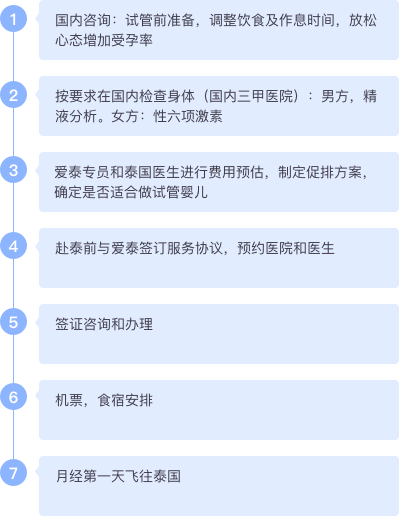 1
国内咨询：试管前准备，调整饮食及作息时间，放松
心态增加受孕率
2
按要求在国内检查身体（国内三甲医院）：男方，精
液分析。女方：性六项激素
3
爱泰专员和泰国医生进行费用预估，制定促排方案，
确定是否适合做试管婴儿
4
赴泰前与爱泰签订服务协议，预约医院和医生
5
签证咨询和办理
6
机票，食宿安排
7
月经第一天飞往泰国